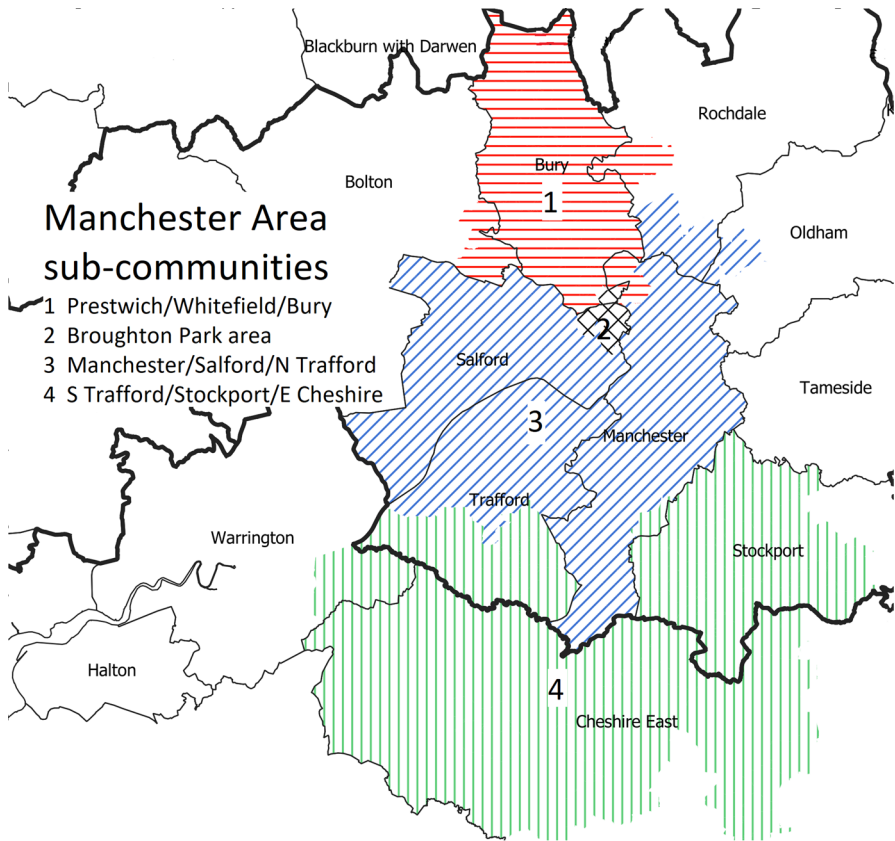 Blackburn with Darwen
Rochdale
Bury
Bolton
1
Manchester Area
sub-communities
1 Prestwich/Whitefield/Bury
2 Broughton Park area
3 Manchester/Salford/N Trafford
4 S Trafford/Stockport/E Cheshire
Oldham
2
Salford
Tameside
3
Manchester
Trafford
Warrington
Stockport
Halton
4
Cheshire East